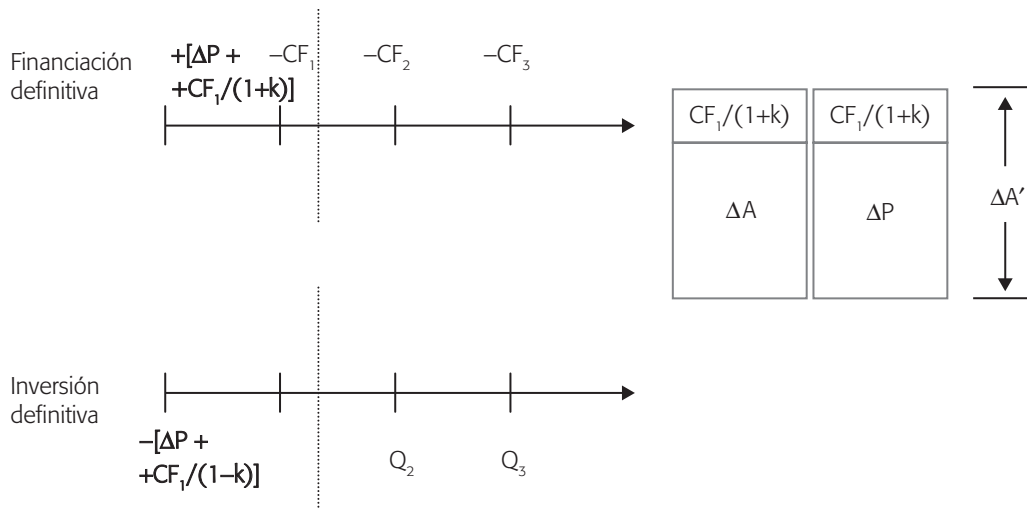 Financiación
definitiva
+[ΔP +
+CF₁/(1+k)]
–CF₁
–CF₂
–CF₃
CF₁/(1+k)
CF₁/(1+k)
ΔA
ΔP
ΔA′
Inversión
definitiva
–[ΔP +
+CF₁/(1–k)]
Q₂
Q₃